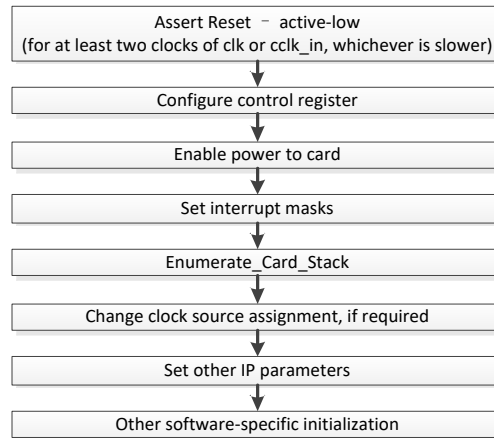 Assert Reset – active-low
(for at least two clocks of clk or cclk_in, whichever is slower)
Configure control register
Enable power to card
Set interrupt masks
Enumerate_Card_Stack
Change clock source assignment, if required
Set other IP parameters
Other software-specific initialization